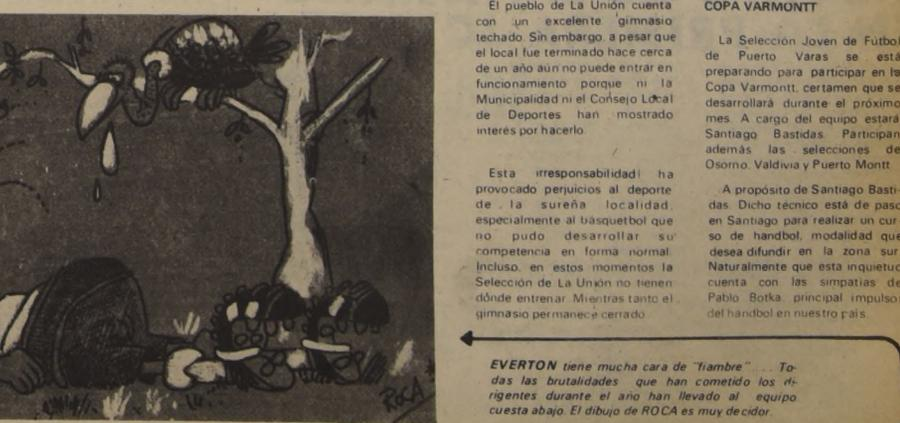 El pueblo de La Unión cuenta
con un excelente gimnasio
techado. Sin embargo, a pesar que
el local fue terminado hace cerca
de un año aún no puede entrar en
funcionamiento porque ni la
Municipalidad ni el Consejo Local
de Deportes han mostrado
interés por hacerlo.
Esta irresponsabilidad ha
provocado perjuicios al deporte
de la sureña localidad,
especialmente al básquetbol que
no pudo desarrollar su
competencia en forma normal.
Incluso, en estos momentos la
Selección de La Unión no tienen
dónde entrenar. Mientras tanto el
gimnasio permanece cerrado.
COPA VARMONTT
La Selección Joven de Fútbol
de Puerto Varas se está
preparando para participar en la
Copa Varmontt, certamen que se
desarrollará durante el próximo
mes. A cargo del equipo estará
Santiago Bastidas. Participan
además las selecciones de
Osorno, Valdivia y Puerto Montt.
A propósito de Santiago Basti-
das. Dicho técnico está de paso
en Santiago para realizar un cur-
so de handbol, modalidad que
desea difundir en la zona sur.
Naturalmente que esta inquietud
cuenta con las simpatías de
Pablo Botka, principal impulsor
del handbol en nuestro país.
EVERTON tiene mucha cara de "fiambre" .... To-
das las brutalidades que han cometido los di-
rigentes durante el año han llevado al equipo
cuesta abajo. El dibujo de ROCA es muy decidor.
ROCA